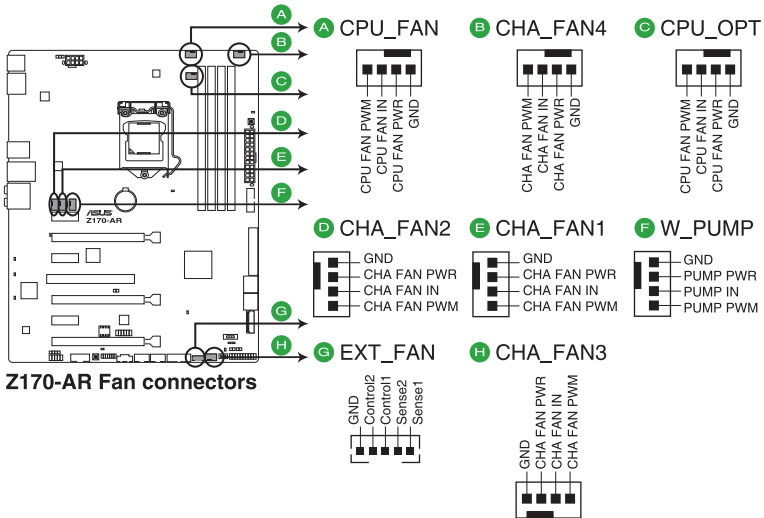 A
B
C
D
E
F
G
H
/SUS
Z170-AR
Z170-AR Fan connectors
A CPU_FAN
CPU FAN PWM
CPU FAN IN
CPU FAN PWR
GND
B CHA_FAN4
CHA FAN PWM
CHA FAN IN
CHA FAN PWR
GND
C CPU_OPT
CPU FAN PWM
CPU FAN IN
CPU FAN PWR
GND
D CHA_FAN2
GND
CHA FAN PWR
CHA FAN IN
CHA FAN PWM
E CHA_FAN1
GND
CHA FAN PWR
CHA FAN IN
CHA FAN PWM
F W_PUMP
GND
PUMP PWR
PUMP IN
PUMP PWM
G EXT_FAN
GND
Control2
Control1
Sense2
Sense1
H CHA_FAN3
GND
CHA FAN PWR
CHA FAN IN
CHA FAN PWM